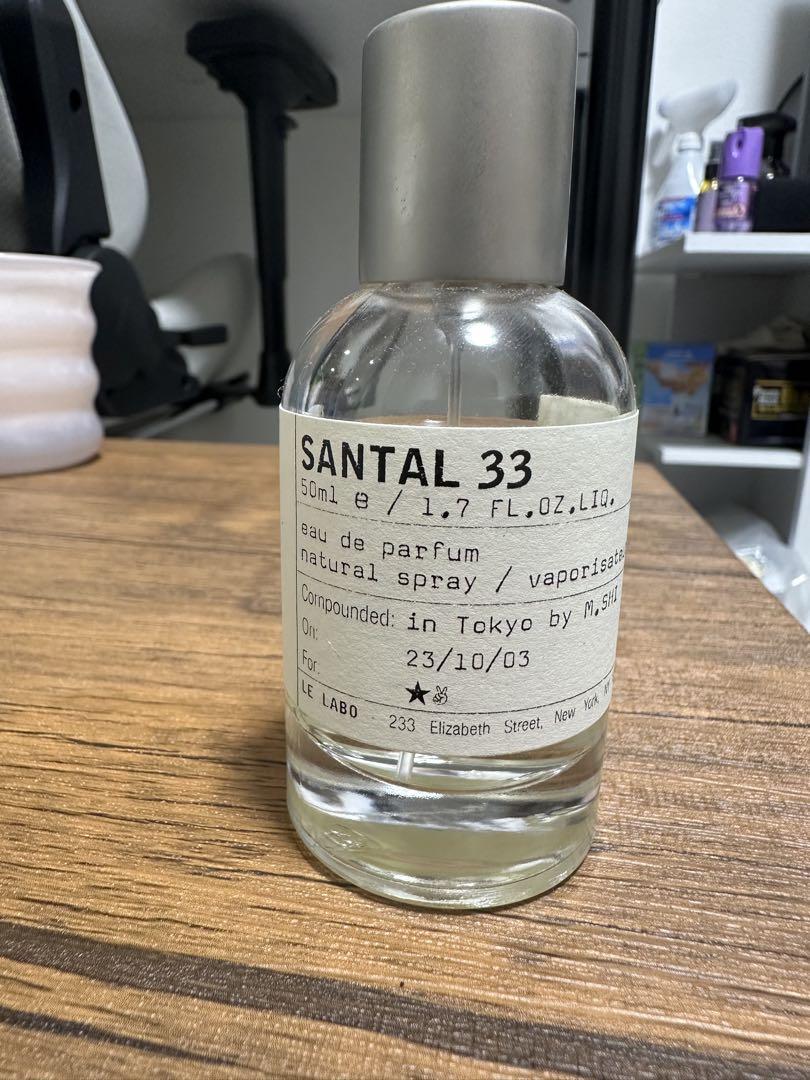 SANTAL 33
50ml e / 1.7 FL.OZ.LIQ.
eau de parfum
natural spray / vaporisate
Compounded: in Tokyo by M.SHI
On: 23/10/03
For: ★✌
LE LABO 233 Elizabeth Street, New York, NY